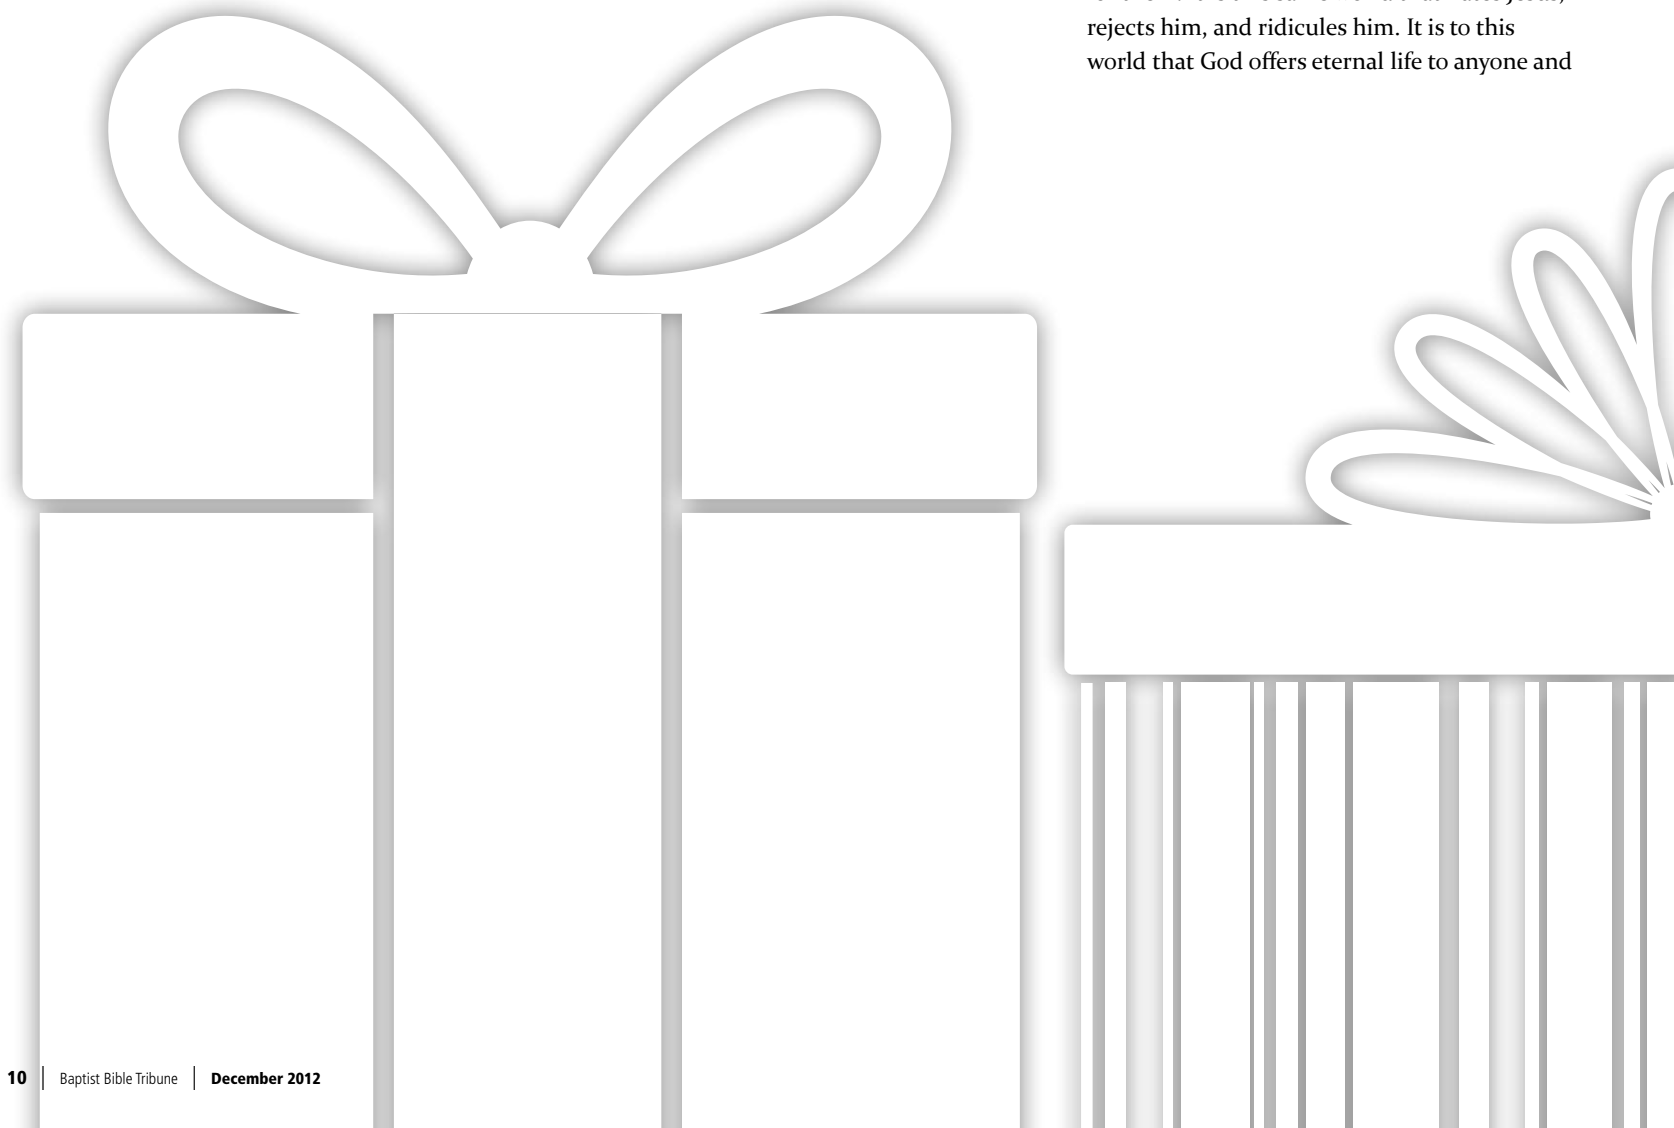 rejects him, and ridicules him. It is to this
world that God offers eternal life to anyone and
10 | Baptist Bible Tribune | December 2012